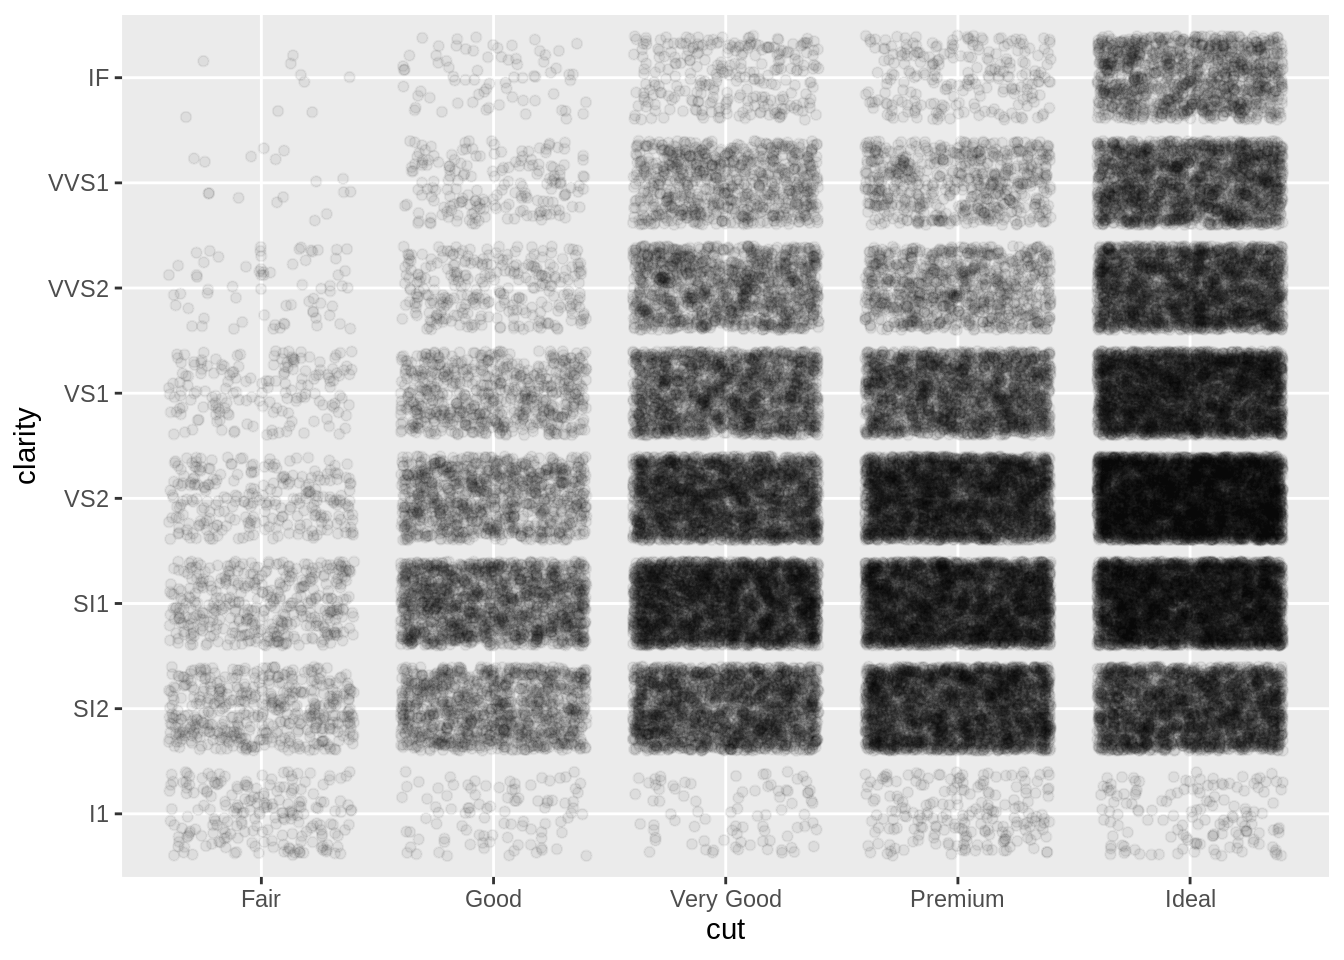 IF
VVS1
VVS2
VS1
VS2
SI1
SI2
I1
clarity
Fair
Good
Very Good
Premium
Ideal
cut